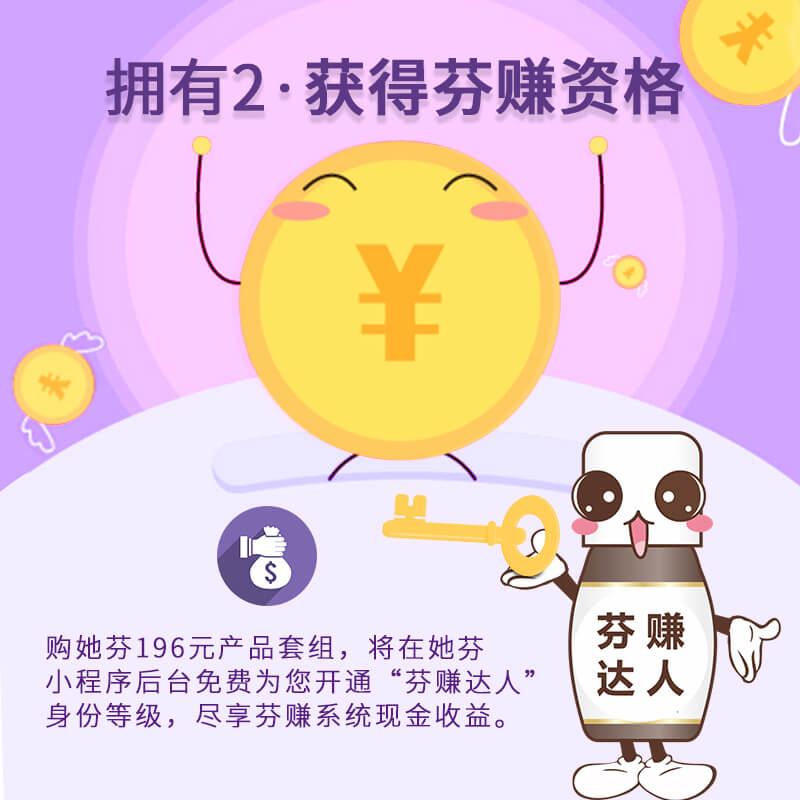 拥有2·获得芬赚资格
¥
$
购她芬196元产品套组，将在她芬
小程序后台免费为您开通“芬赚达人”
身份等级，尽享芬赚系统现金收益。
芬赚
达人